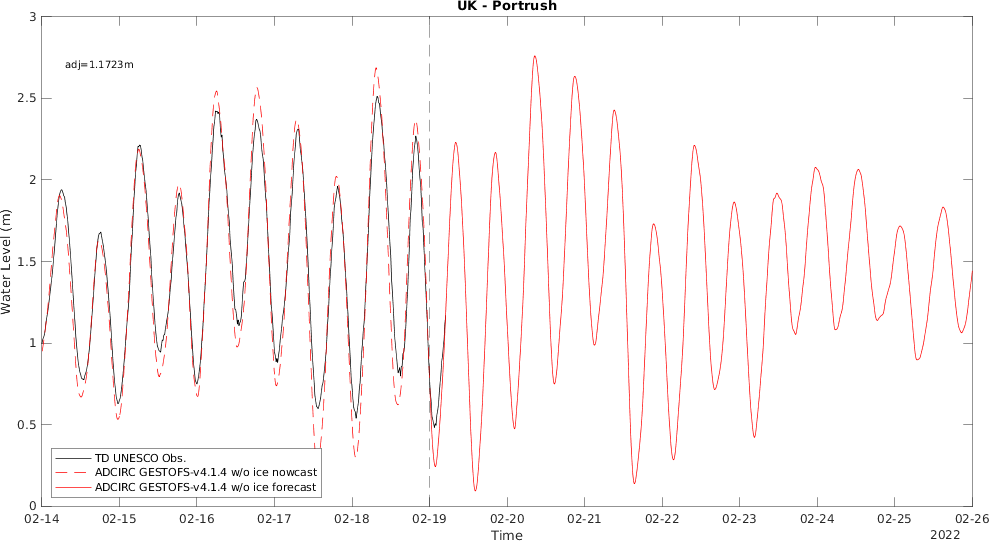 UK - Portrush
3
2.5
2
1.5
1
0.5
0
Water Level (m)
adj=1.1723m
TD UNESCO Obs.
ADCIRC GESTOFS-v4.1.4 w/o ice nowcast
ADCIRC GESTOFS-v4.1.4 w/o ice forecast
02-14 02-15 02-16 02-17 02-18 02-19 02-20 02-21 02-22 02-23 02-24 02-25 02-26
Time
2022